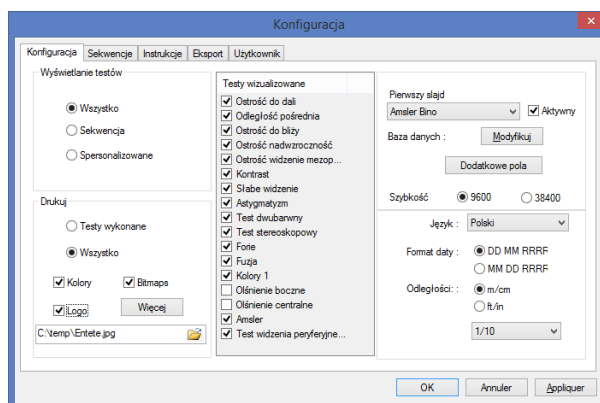 Konfiguracja
Konfiguracja Sekwencje Instrukcje Eksport Użytkownik
Wyświetlanie testów
Wszystko
Sekwencja
Spersonalizowane
Drukuj
Testy wykonane
Wszystko
Kolory Bitmaps
Logo Więcej
C:\temp\Entete.jpg
Testy wizualizowane
Ostrość do dali
Odległość pośrednia
Ostrość do bliży
Ostrość nadwzroczność
Ostrość widzenie mezop...
Kontrast
Słabe widzenie
Astygmatyzm
Test dwubarwny
Test stereoskopowy
Forie
Fuzja
Kolory 1
Olśnienie boczne
Olśnienie centralne
Amsler
Test widzenia peryferyjne...
Pierwszy slajd
Amsler Bino Aktywny
Baza danych : Modyfikuj
Dodatkowe pola
Szybkość 9600 38400
Język : Polski
Format daty : DD MM RRRF
MM DD RRRF
Odległości: : m/cm
ft/in
1/10
OK Annuler Appliquer